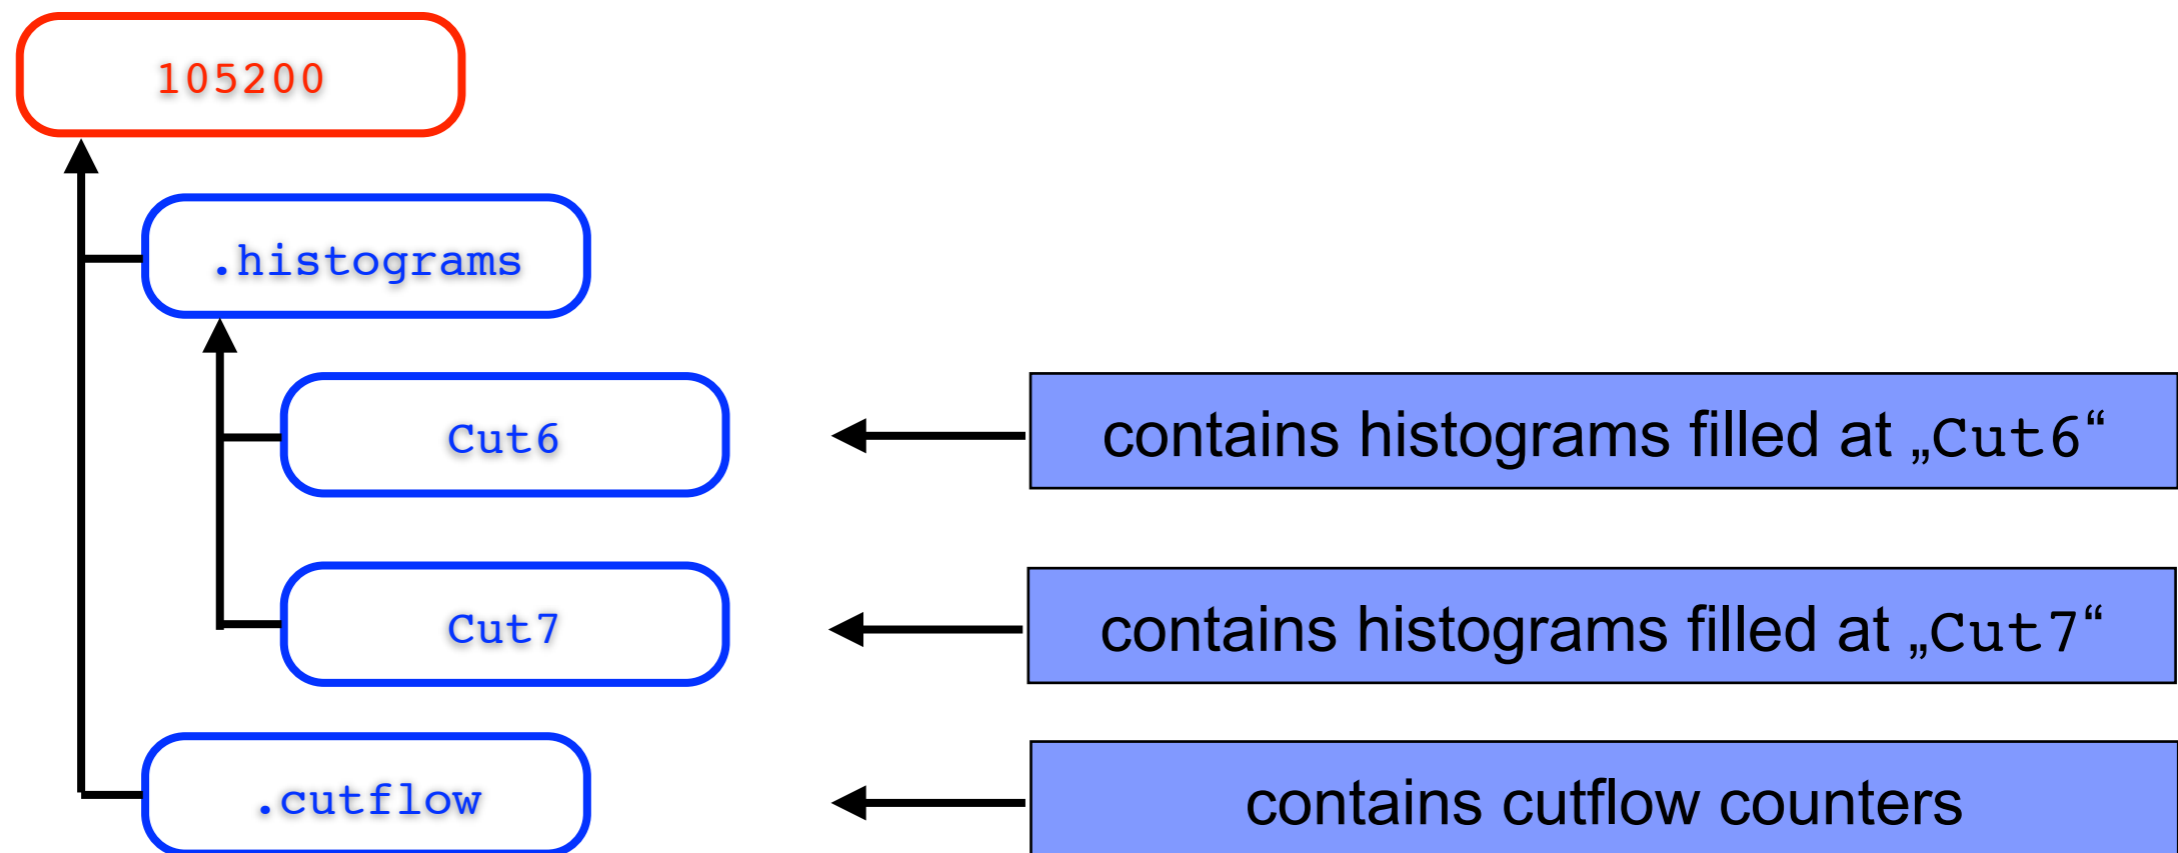 105200
.histograms
Cut6
contains histograms filled at „Cut6“
Cut7
contains histograms filled at „Cut7“
.cutflow
contains cutflow counters